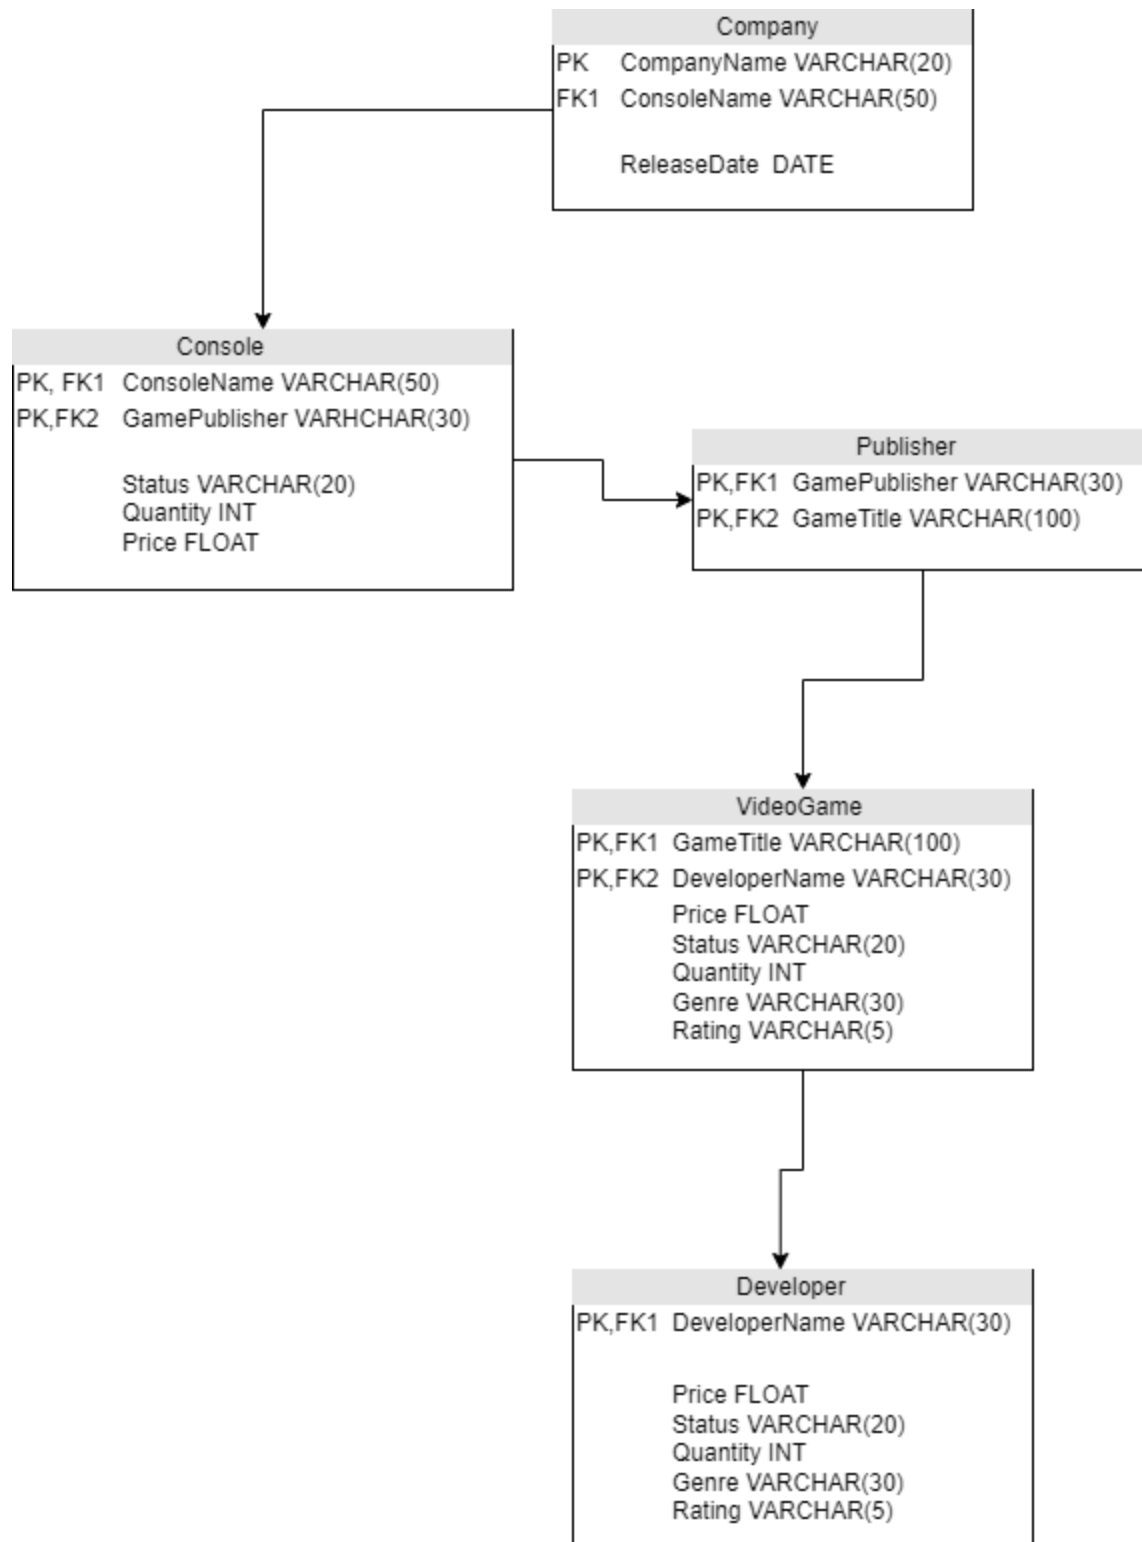 Company
PK CompanyName VARCHAR(20)
FK1 ConsoleName VARCHAR(50)
ReleaseDate DATE
Console
PK, FK1 ConsoleName VARCHAR(50)
PK,FK2 GamePublisher VARHCHAR(30)
Status VARCHAR(20)
Quantity INT
Price FLOAT
Publisher
PK,FK1 GamePublisher VARCHAR(30)
PK,FK2 GameTitle VARCHAR(100)
VideoGame
PK,FK1 GameTitle VARCHAR(100)
PK,FK2 DeveloperName VARCHAR(30)
Price FLOAT
Status VARCHAR(20)
Quantity INT
Genre VARCHAR(30)
Rating VARCHAR(5)
Developer
PK,FK1 DeveloperName VARCHAR(30)
Price FLOAT
Status VARCHAR(20)
Quantity INT
Genre VARCHAR(30)
Rating VARCHAR(5)